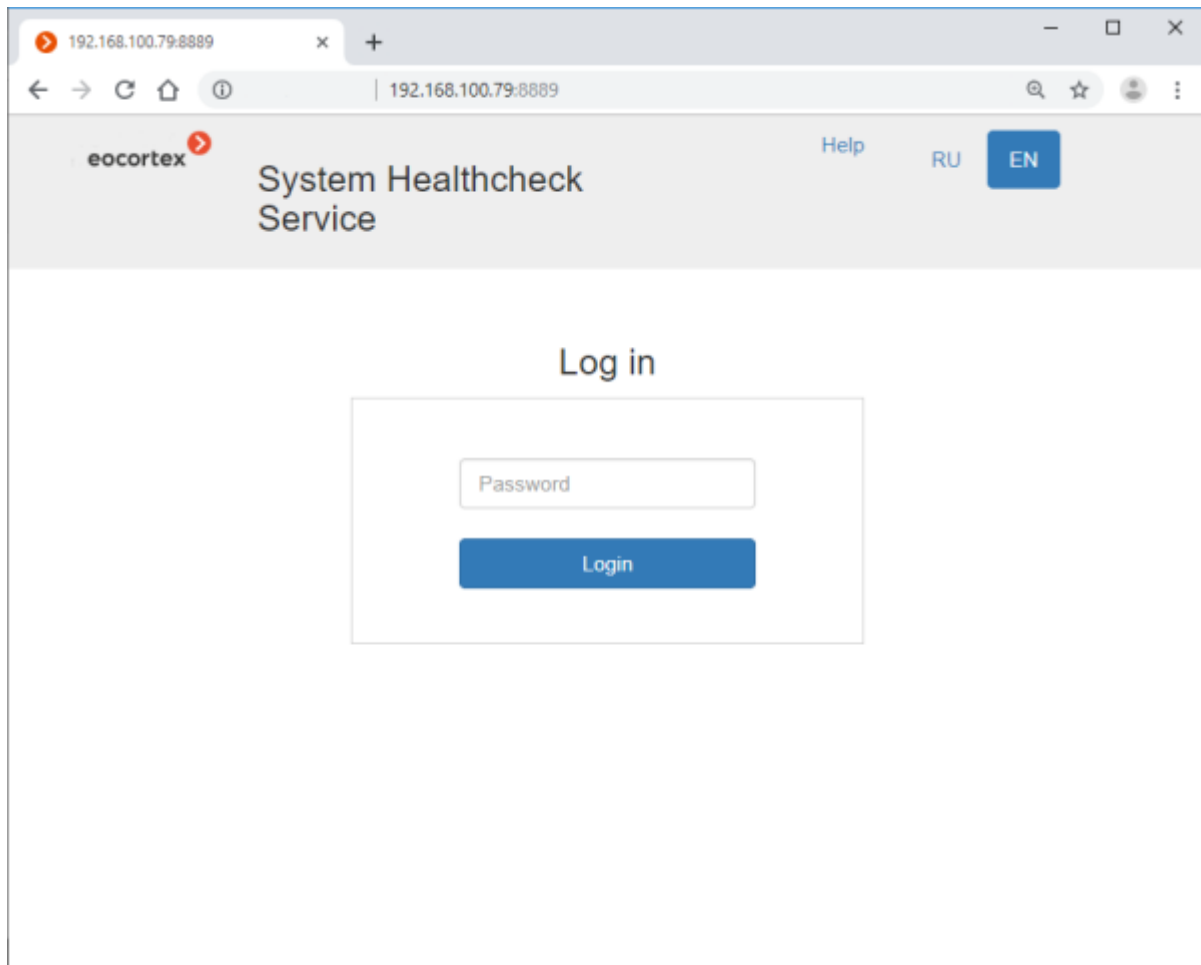 192.168.100.79:8889
192.168.100.79:8889
eocortex
System Healthcheck
Service
Help
RU
EN
Log in
Password
Login